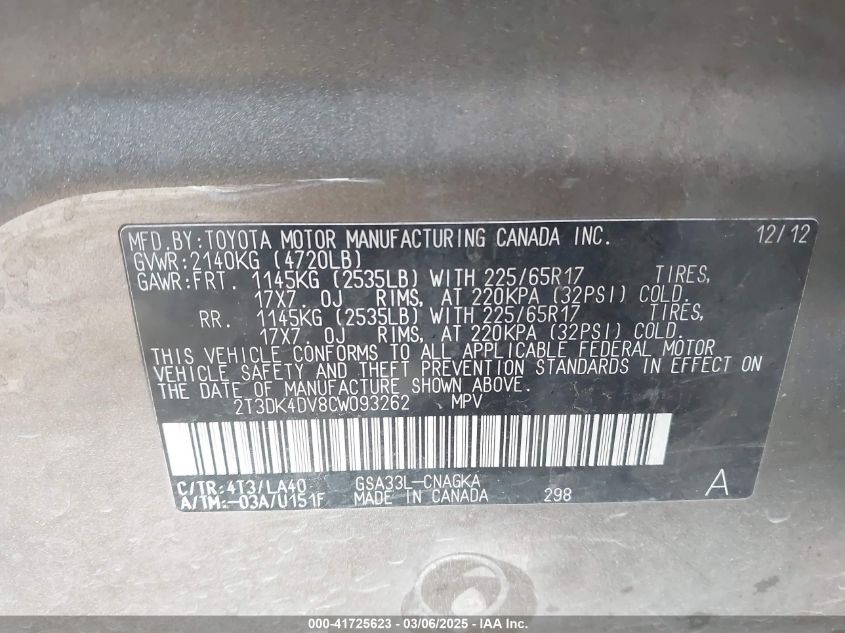 MFD.BY:TOYOTA MOTOR MANUFACTURING CANADA INC. 12/12
GVWR:2140KG (4720LB)
GAWR:FRT. 1145KG (2535LB) WITH 225/65R17 TIRES,
17X7.0J RIMS, AT 220KPA (32PSI) COLD.
RR. 1145KG (2535LB) WITH 225/65R17 TIRES,
17X7.0J RIMS, AT 220KPA (32PSI) COLD.
THIS VEHICLE CONFORMS TO ALL APPLICABLE FEDERAL MOTOR
VEHICLE SAFETY AND THEFT PREVENTION STANDARDS IN EFFECT ON
THE DATE OF MANUFACTURE SHOWN ABOVE.
2T3DK4DV8CW093262 MPV
C/TR:4T3/LA40 GSA33L-CNAGKA
A/TM:-03A/U151F MADE IN CANADA 298 A
000-41725623 / 03/06/2025 - IAA Inc.